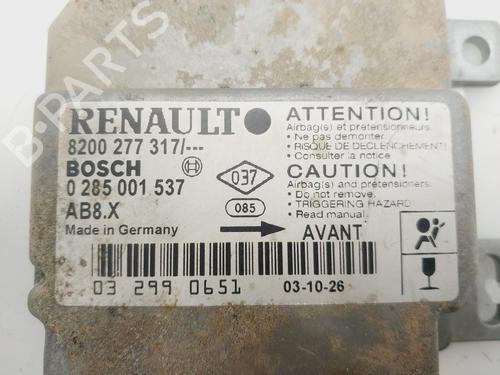 RENAULT
8200 277 317/---
BOSCH
0 285 001 537
AB8.X
Made in Germany
037
085
AVANT
ATTENTION!
Airbag(s) et prétensionneurs.
- Ne pas démonter.
- RISQUE DE DECLENCHEMENT!
- Consulter la notice
CAUTION!
Airbag(s) and pretensioners.
- Do not remove.
- TRIGGERING HAZARD!
- Read manual.
03 299 0651
03-10-26
B-PARTS